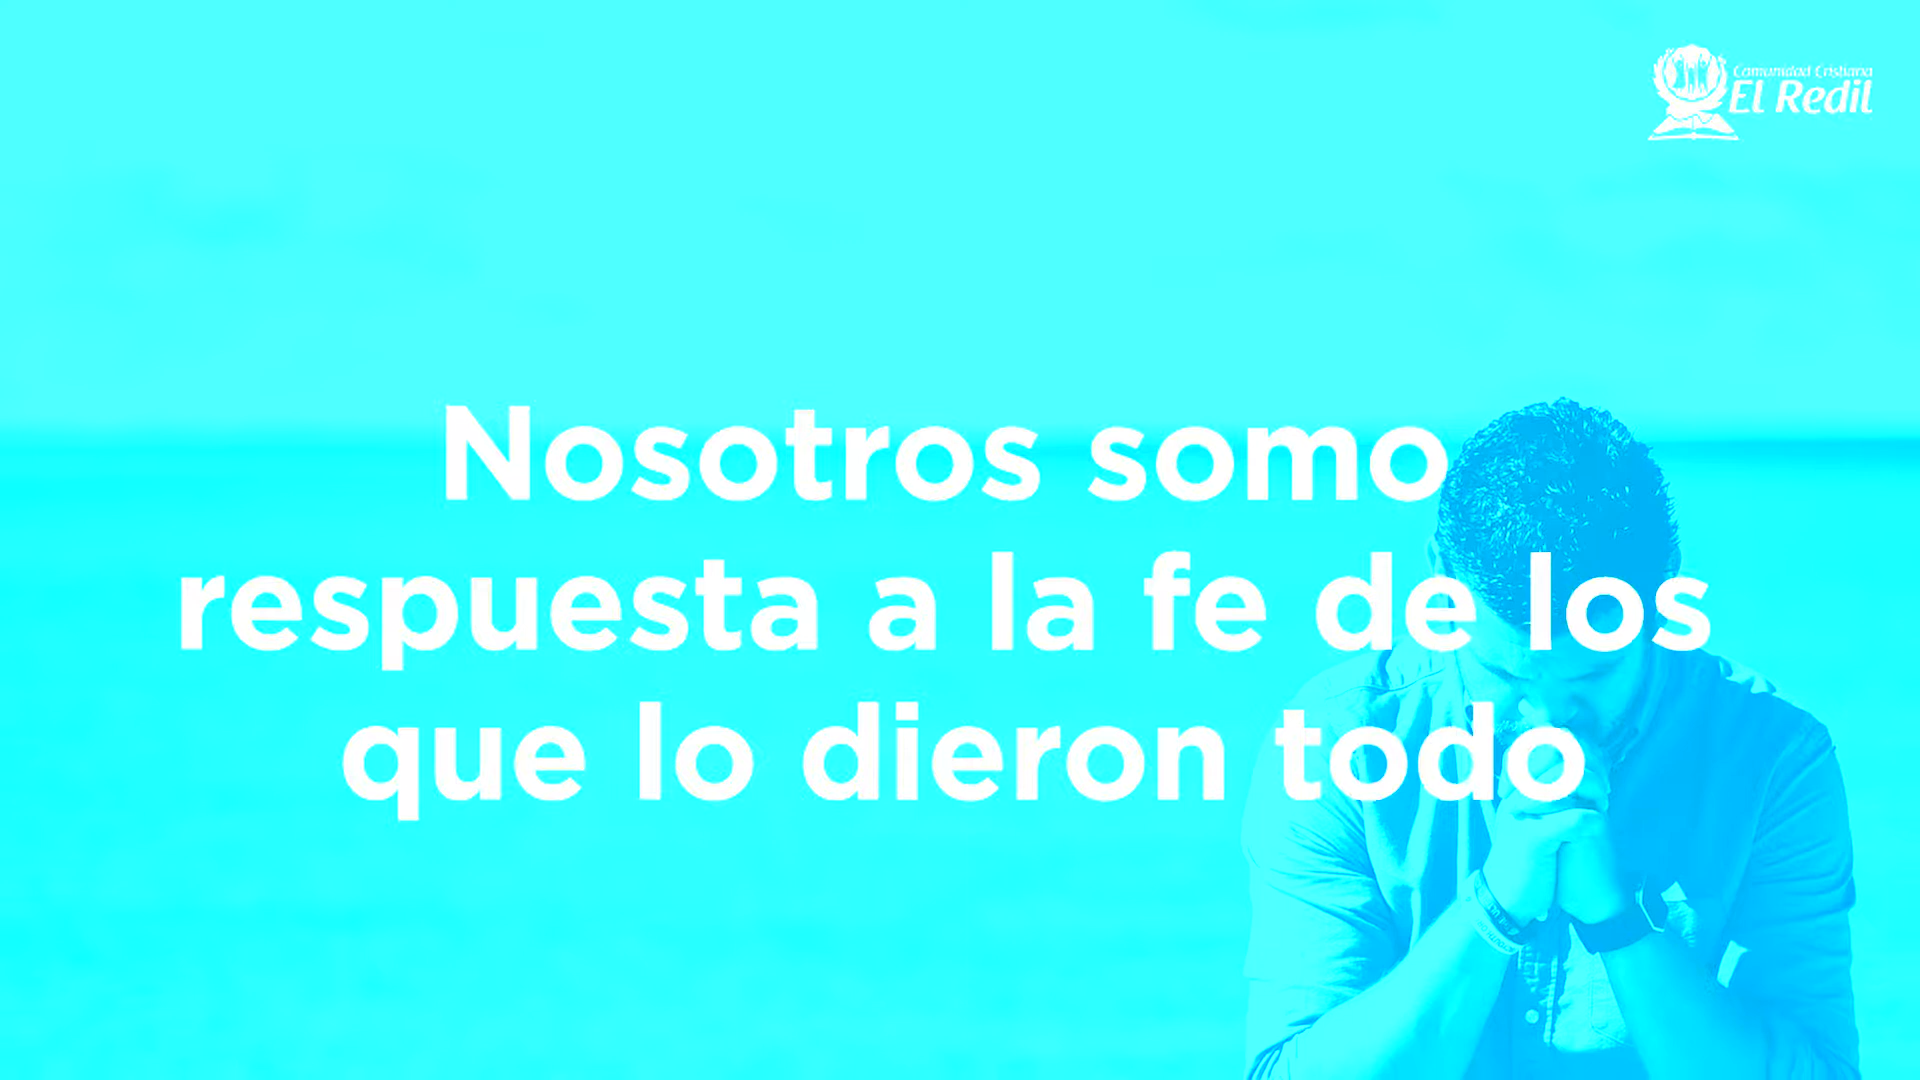 Comunidad Cristiana
El Redil
Nosotros somo
respuesta a la fe de los
que lo dieron todo